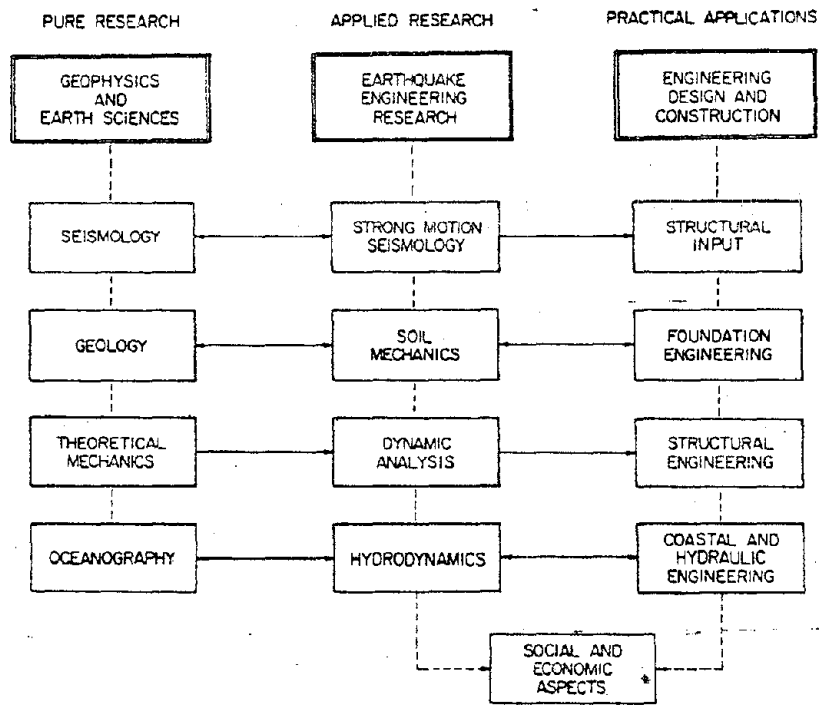 PURE RESEARCH
APPLIED RESEARCH
PRACTICAL APPLICATIONS
GEOPHYSICS
AND
EARTH SCIENCES
EARTHQUAKE
ENGINEERING
RESEARCH
ENGINEERING
DESIGN AND
CONSTRUCTION
SEISMOLOGY
STRONG MOTION
SEISMOLOGY
STRUCTURAL
INPUT
GEOLOGY
SOIL
MECHANICS
FOUNDATION
ENGINEERING
THEORETICAL
MECHANICS
DYNAMIC
ANALYSIS
STRUCTURAL
ENGINEERING
OCEANOGRAPHY
HYDRODYNAMICS
COASTAL AND
HYDRAULIC
ENGINEERING
SOCIAL AND
ECONOMIC
ASPECTS